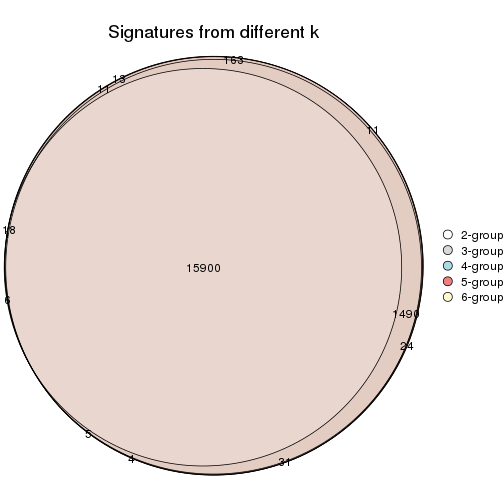 Signatures from different k
163
13
11
11
18
15900
6
1490
24
5
4
31
2-group
3-group
4-group
5-group
6-group